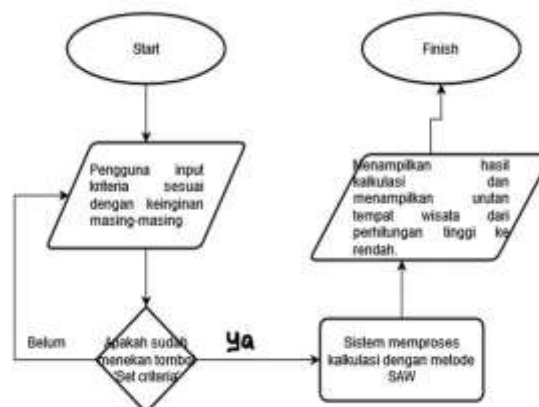 Start
Pengguna input
kriteria sesuai
dengan keinginan
masing-masing
Belum
Apakah sudah
menekan tombol
'Set criteria'
ya
Sistem memproses
kalkulasi dengan metode
SAW
Menampilkan hasil
kalkulasi dan
menampilkan urutan
tempat wisata dari
perhitungan tinggi ke
rendah.
Finish